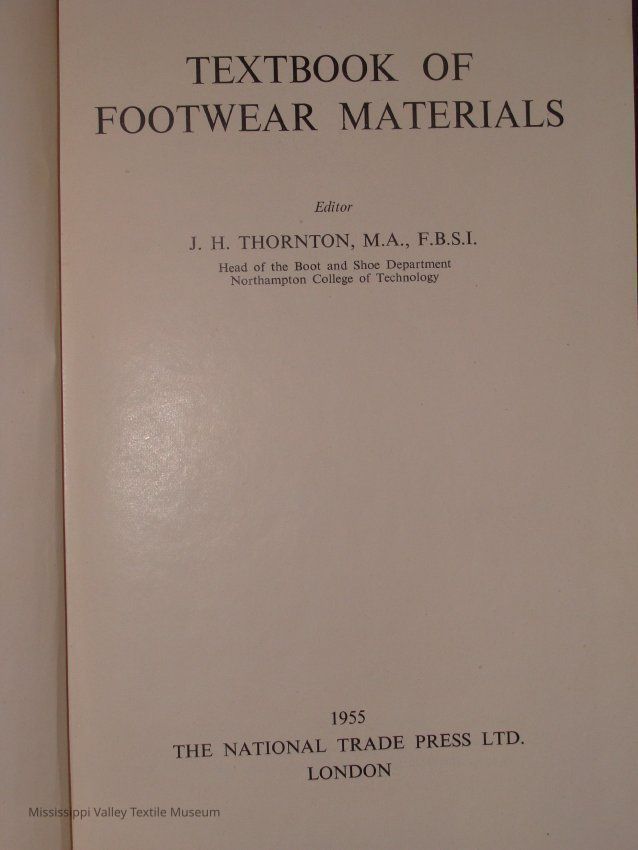 TEXTBOOK OF
FOOTWEAR MATERIALS
Editor
J. H. THORNTON, M.A., F.B.S.I.
Head of the Boot and Shoe Department
Northampton College of Technology
1955
THE NATIONAL TRADE PRESS LTD.
LONDON
Mississippi Valley Textile Museum